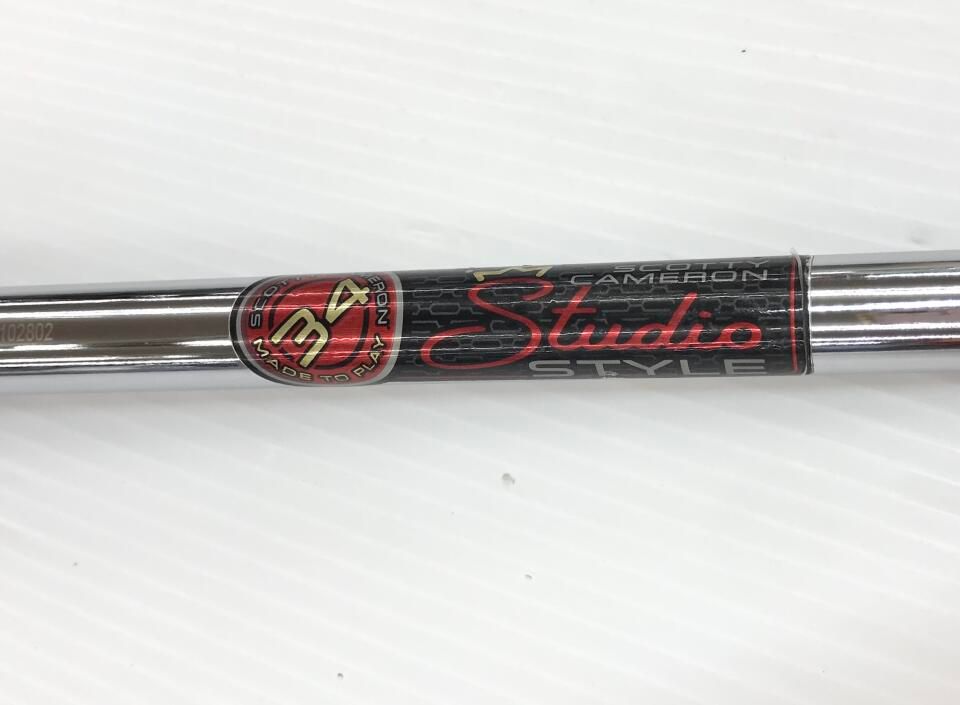 102802
SCOTTY CAMERON
34
MADE TO PLAY
SCOTTY
CAMERON
Studio
STYLE